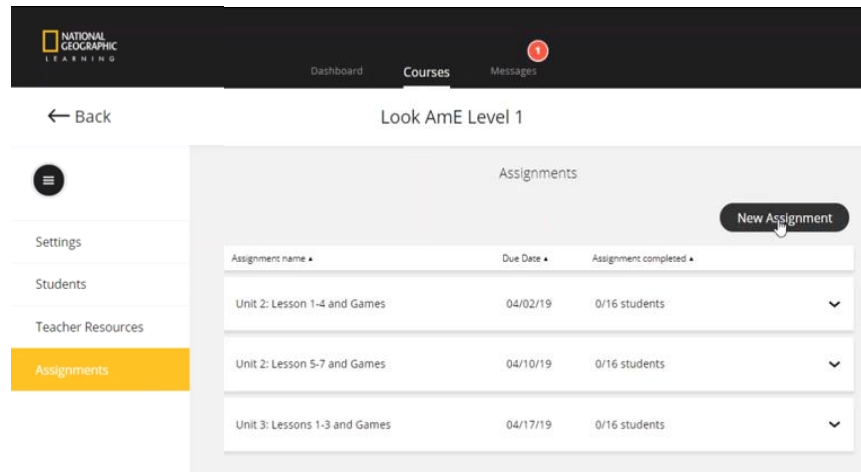 NATIONAL
GEOGRAPHIC
LEARNING
Dashboard Courses Messages 1
← Back
Look AmE Level 1
Assignments
New Assignment
Settings
Students
Teacher Resources
Assignments
Assignment name ▲ Due Date ▲ Assignment completed ▲
Unit 2: Lesson 1-4 and Games 04/02/19 0/16 students
Unit 2: Lesson 5-7 and Games 04/10/19 0/16 students
Unit 3: Lessons 1-3 and Games 04/17/19 0/16 students